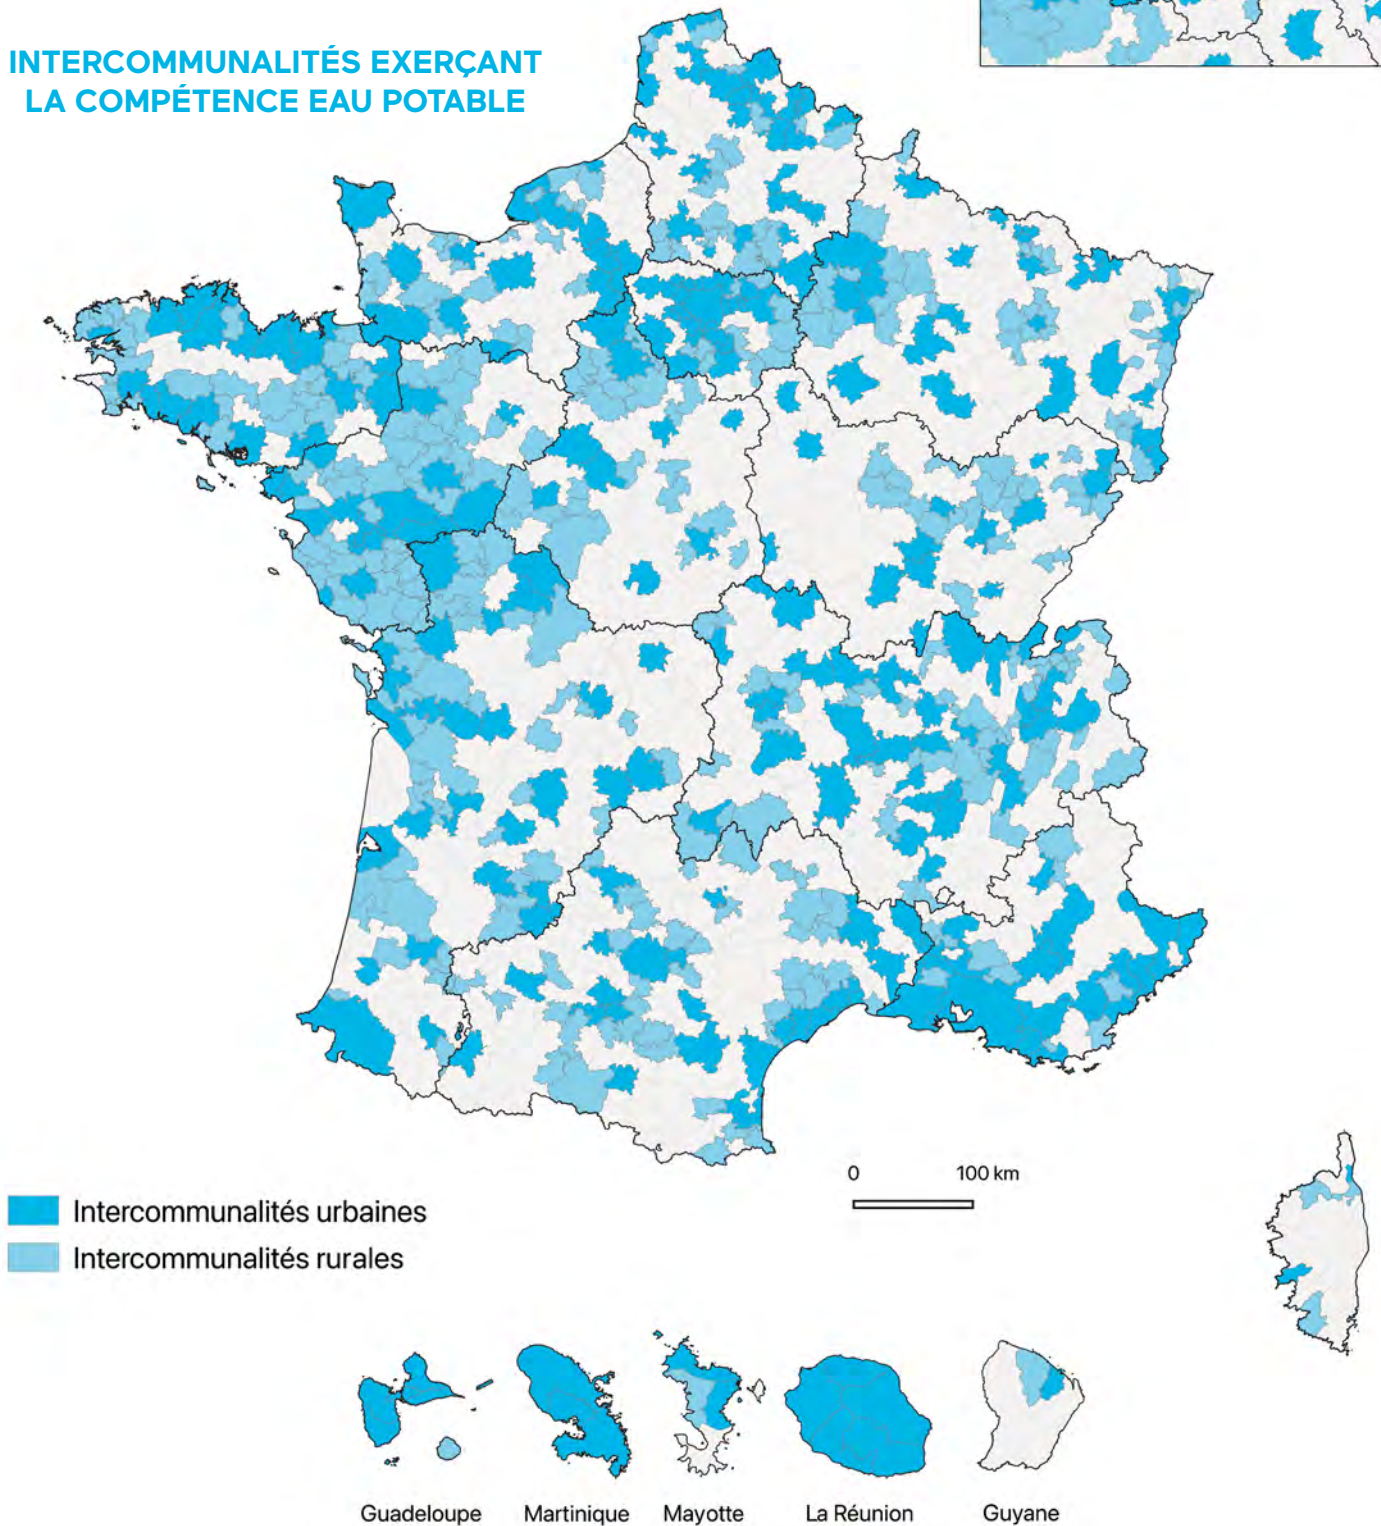 INTERCOMMUNALITÉS EXERÇANT
LA COMPÉTENCE EAU POTABLE
0 100 km
Intercommunalités urbaines
Intercommunalités rurales
Guadeloupe Martinique Mayotte La Réunion Guyane